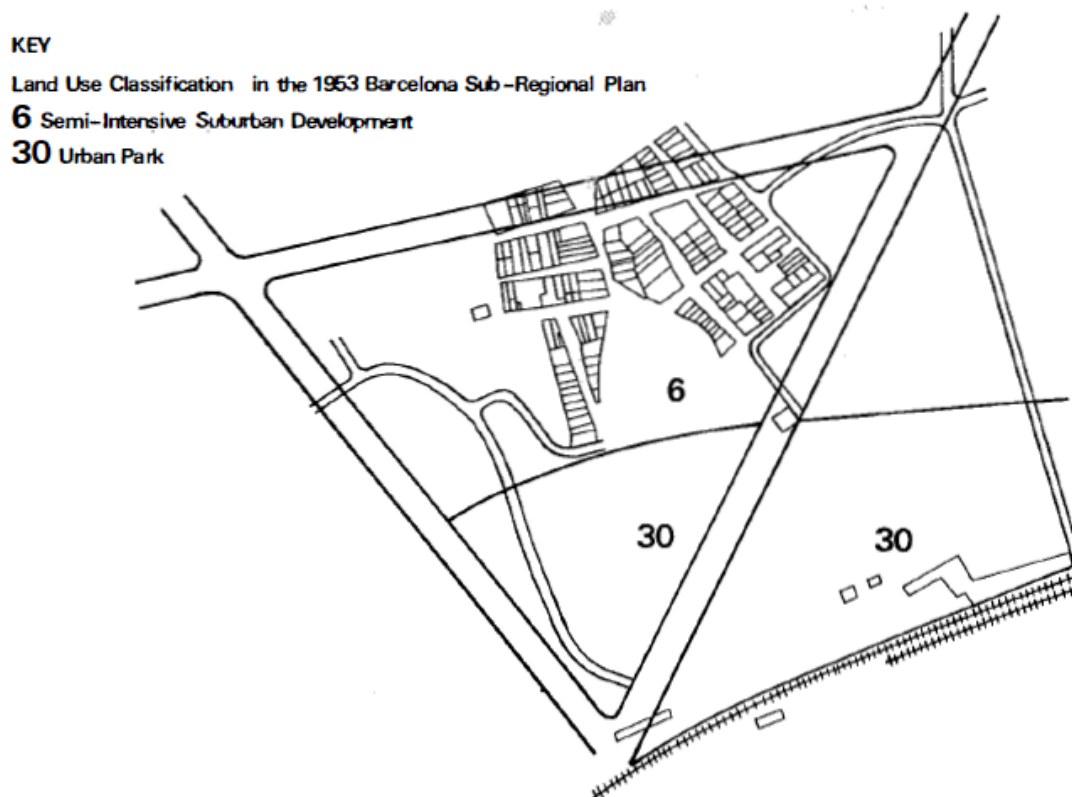 KEY
Land Use Classification in the 1953 Barcelona Sub-Regional Plan
6 Semi-Intensive Suburban Development
30 Urban Park
6
30
30